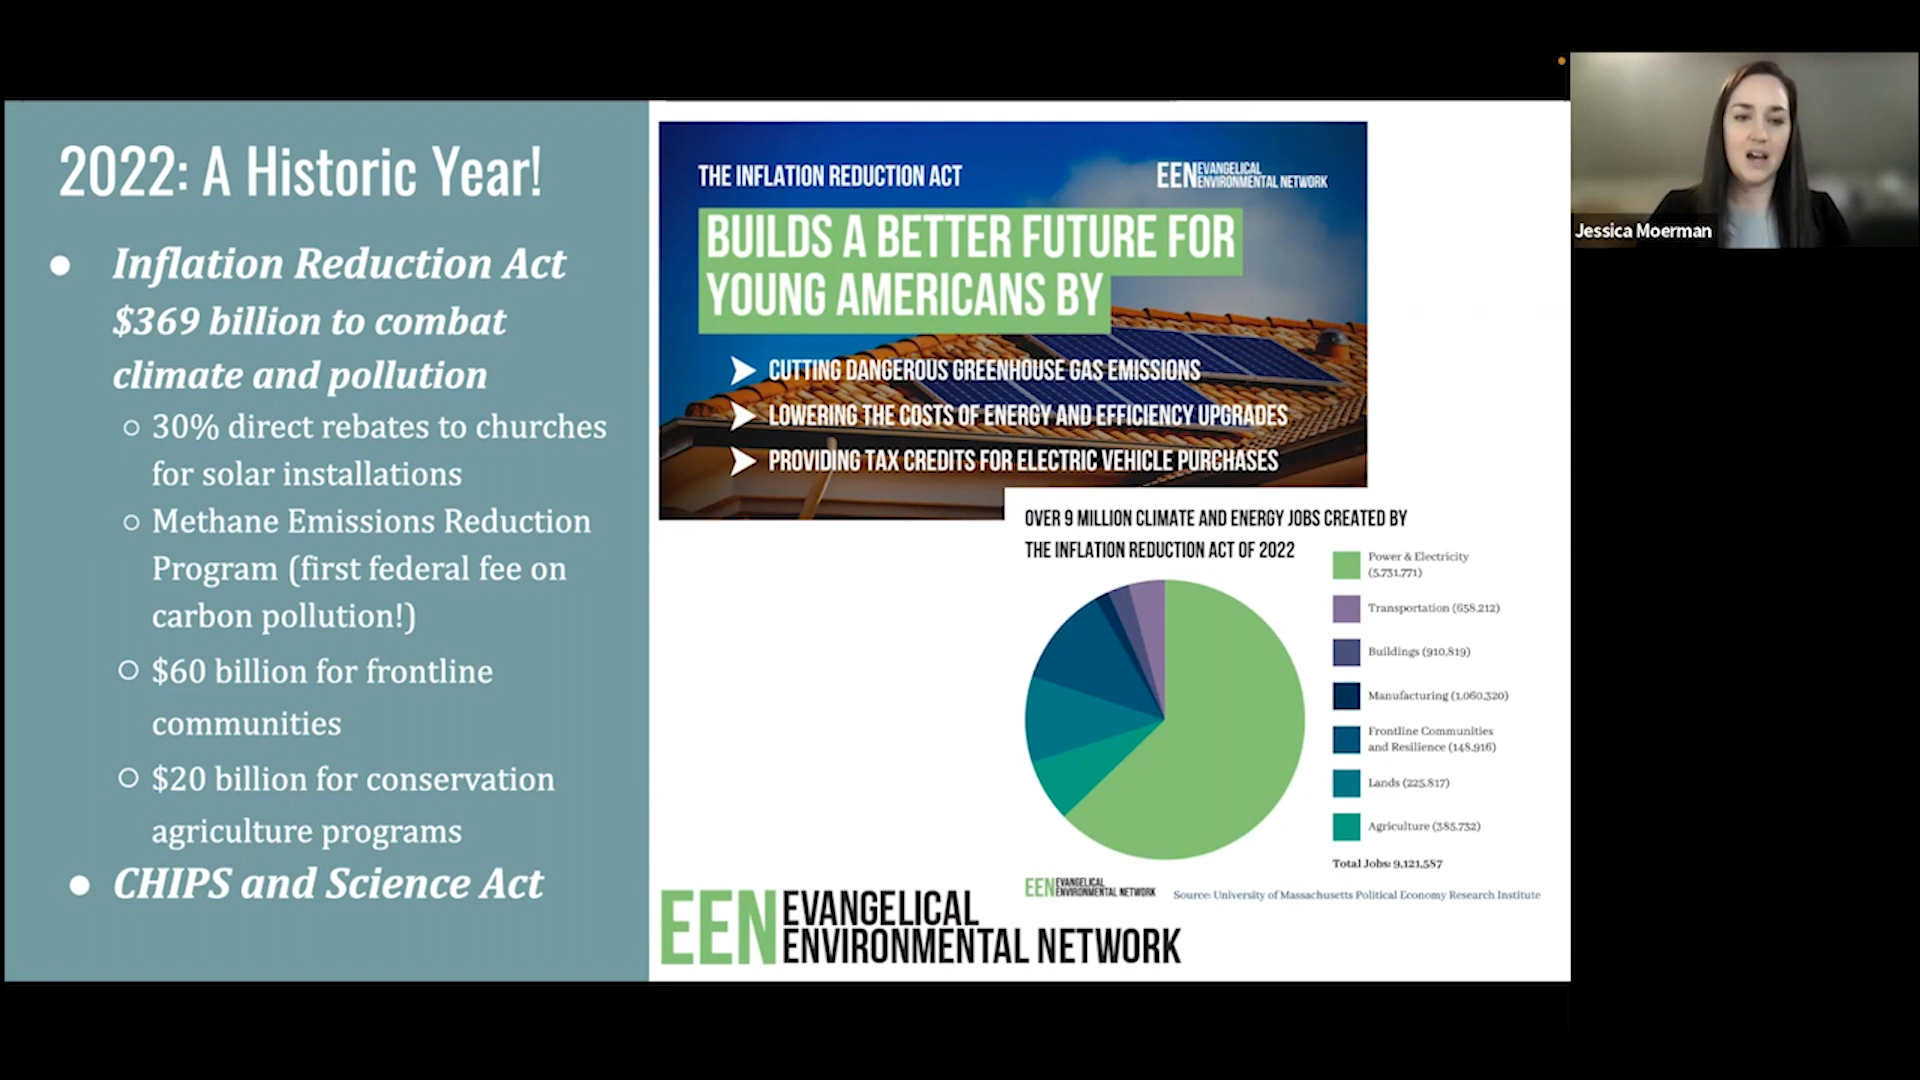 2022: A Historic Year!
● Inflation Reduction Act
$369 billion to combat
climate and pollution
○ 30% direct rebates to churches
for solar installations
○ Methane Emissions Reduction
Program (first federal fee on
carbon pollution!)
○ $60 billion for frontline
communities
○ $20 billion for conservation
agriculture programs
● CHIPS and Science Act
THE INFLATION REDUCTION ACT
EEN EVANGELICAL
ENVIRONMENTAL NETWORK
BUILDS A BETTER FUTURE FOR
YOUNG AMERICANS BY
CUTTING DANGEROUS GREENHOUSE GAS EMISSIONS
LOWERING THE COSTS OF ENERGY AND EFFICIENCY UPGRADES
PROVIDING TAX CREDITS FOR ELECTRIC VEHICLE PURCHASES
OVER 9 MILLION CLIMATE AND ENERGY JOBS CREATED BY
THE INFLATION REDUCTION ACT OF 2022
Power & Electricity
(5,731,771)
Transportation (658,212)
Buildings (910,819)
Manufacturing (1,060,320)
Frontline Communities
and Resilience (148,916)
Lands (225,817)
Agriculture (385,732)
Total Jobs: 9,121,587
EEN EVANGELICAL
ENVIRONMENTAL NETWORK
Source: University of Massachusetts Political Economy Research Institute
EEN EVANGELICAL
ENVIRONMENTAL NETWORK
Jessica Moerman